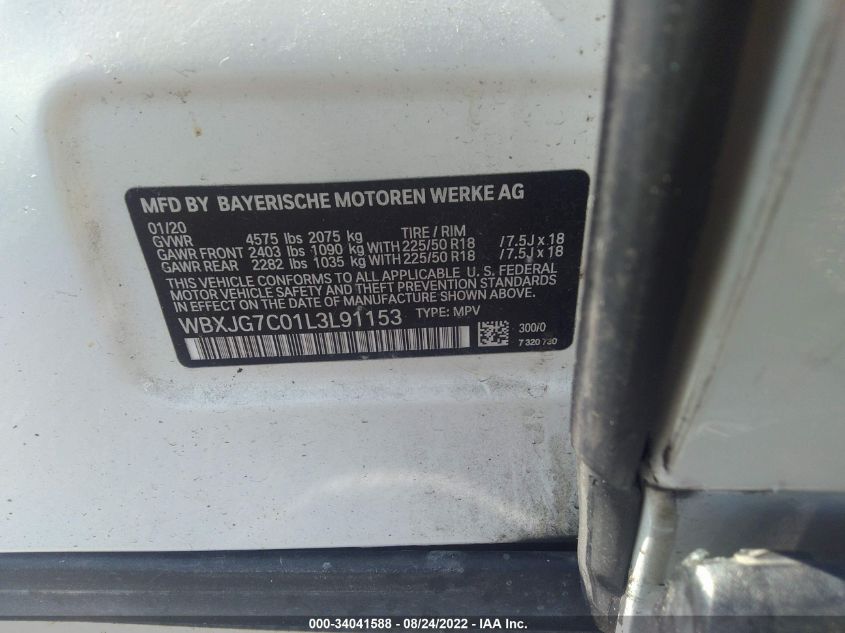 MFD BY BAYERISCHE MOTOREN WERKE AG
01/20 TIRE / RIM
GVWR 4575 lbs 2075 kg
GAWR FRONT 2403 lbs 1090 kg WITH 225/50 R18 /7.5J x 18
GAWR REAR 2282 lbs 1035 kg WITH 225/50 R18 /7.5J x 18
THIS VEHICLE CONFORMS TO ALL APPLICABLE U. S. FEDERAL
MOTOR VEHICLE SAFETY AND THEFT PREVENTION STANDARDS
IN EFFECT ON THE DATE OF MANUFACTURE SHOWN ABOVE.
WBXJG7C01L3L91153 TYPE: MPV
300/0
7 320 730
000-34041588 - 08/24/2022 - IAA Inc.